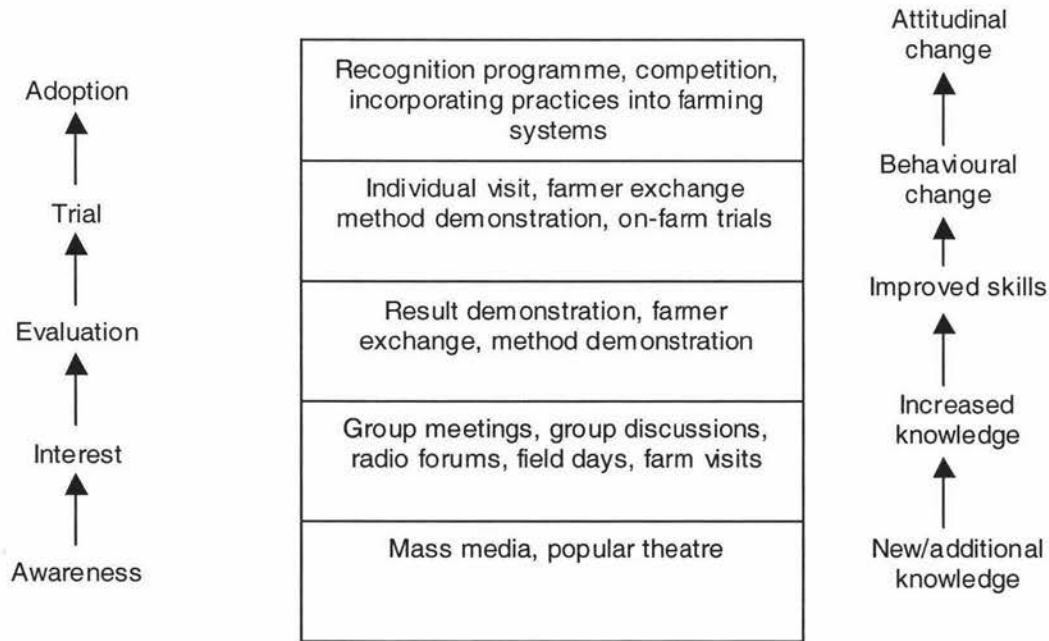 Attitudinal
change
Recognition programme, competition,
incorporating practices into farming
systems
Adoption
Behavioural
change
Individual visit, farmer exchange
method demonstration, on-farm trials
Trial
Improved skills
Result demonstration, farmer
exchange, method demonstration
Evaluation
Increased
knowledge
Group meetings, group discussions,
radio forums, field days, farm visits
Interest
Mass media, popular theatre
New/additional
knowledge
Awareness